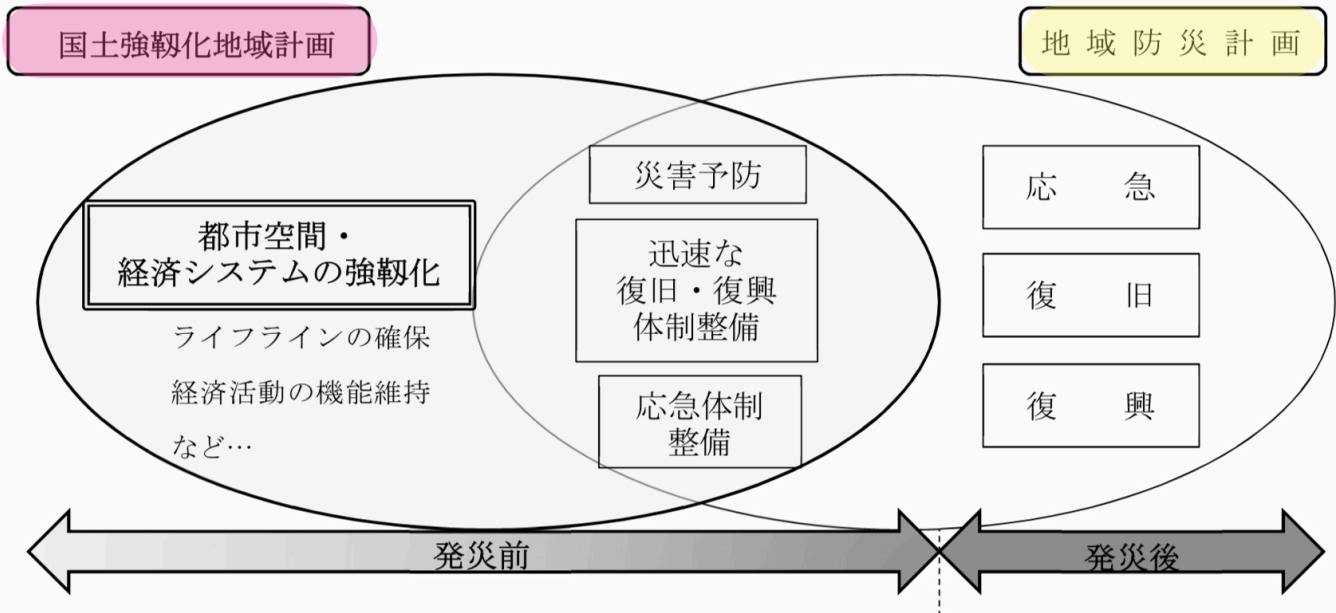 国土強靱化地域計画
地域防災計画
都市空間・
経済システムの強靱化
ライフラインの確保
経済活動の機能維持
など…
災害予防
迅速な
復旧・復興
体制整備
応急体制
整備
応急
復旧
復興
発災前
発災後